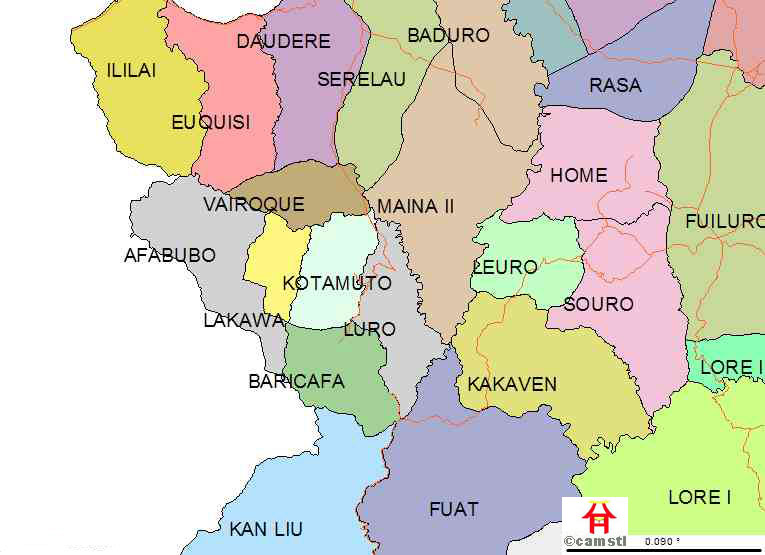 DAUDERE
BADURO
ILILAI
SERELAU
RASA
EUQUISI
HOME
VAIROQUE
MAINA II
FUILURO
AFABUBO
LEURO
KOTAMUTO
SOURO
LAKAWA
LURO
LORE I
BARICAFA
KAKAVEN
LORE I
FUAT
KAN LIU
©camstl 0.090 °